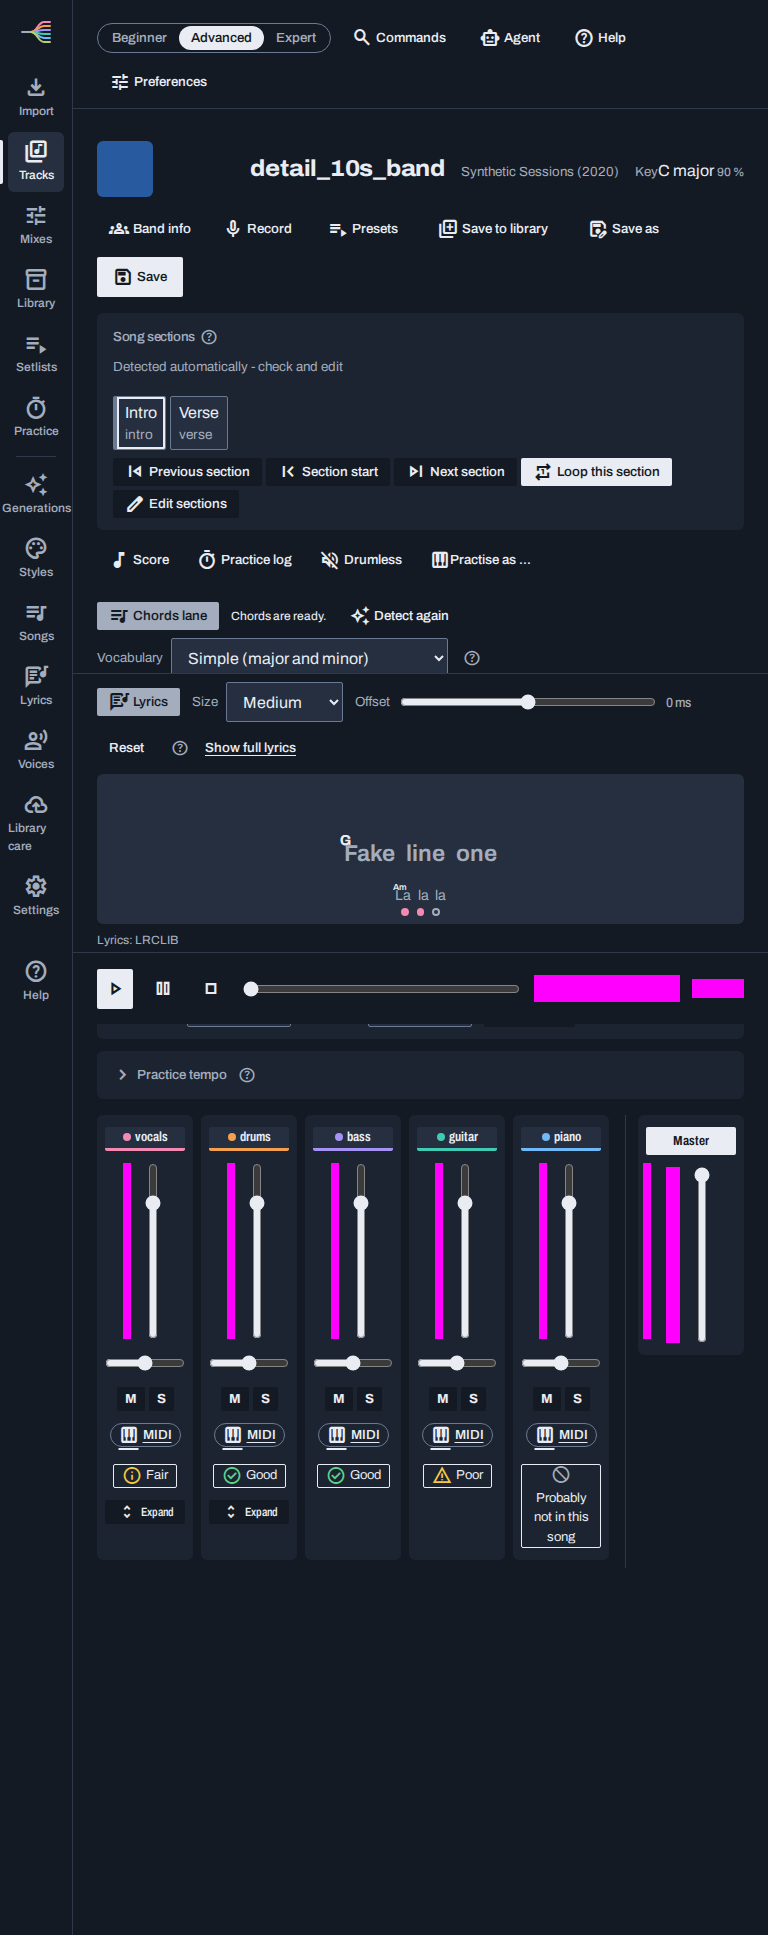 Beginner Advanced Expert Commands Agent Help
Preferences
Import
Tracks
Mixes
Library
Setlists
Practice
Generations
Styles
Songs
Lyrics
Voices
Library
care
Settings
Help
detail_10s_band Synthetic Sessions (2020) Key C major 90 %
Band info Record Presets Save to library Save as
Save
Song sections
Detected automatically - check and edit
Intro Verse
intro verse
Previous section Section start Next section Loop this section
Edit sections
Score Practice log Drumless Practise as ...
Chords lane Chords are ready. Detect again
Vocabulary Simple (major and minor)
Lyrics Size Medium Offset 0 ms
Reset Show full lyrics
G
Fake line one
Am
La la la
Lyrics: LRCLIB
Practice tempo
vocals drums bass guitar piano Master
M S M S M S M S M S
MIDI MIDI MIDI MIDI MIDI
Fair Good Good Poor Probably
not in this
song
Expand Expand